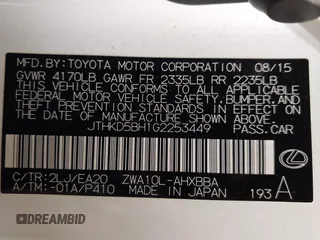 MFD. BY: TOYOTA MOTOR CORPORATION 08/15
GVWR 4170LB GAWR FR 2335LB RR 2235LB
THIS VEHICLE CONFORMS TO ALL APPLICABLE
FEDERAL MOTOR VEHICLE SAFETY,
BUMPER, AND THEFT PREVENTION
STANDARDS IN EFFECT ON THE
DATE OF MANUFACTURE SHOWN ABOVE.
JTHKD5BH1G2253449 PASS. CAR
C/TR: 2LJ/EA20 ZWA10L-AHXBBA
A/TM: -01A/P410 MADE IN JAPAN 193A
DREAMBID